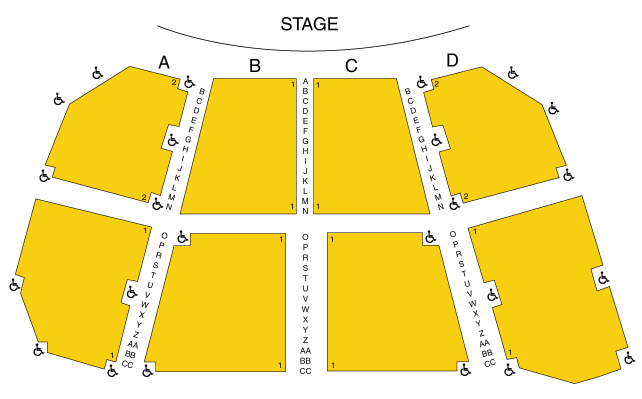 STAGE
A B C D
2 1 1 2
A
B B B
C C C
D D D
E E E
F F F
G G G
H H H
I I I
J J J
K K K
L L L
M M M
N N N
2 1 1 2
1 1 1 1
O O O
P P P
R R R
S S S
T T T
U U U
V V V
W W W
X X X
Y Y Y
Z Z Z
AA AA AA
BB BB BB
CC CC CC
1 1 1 1